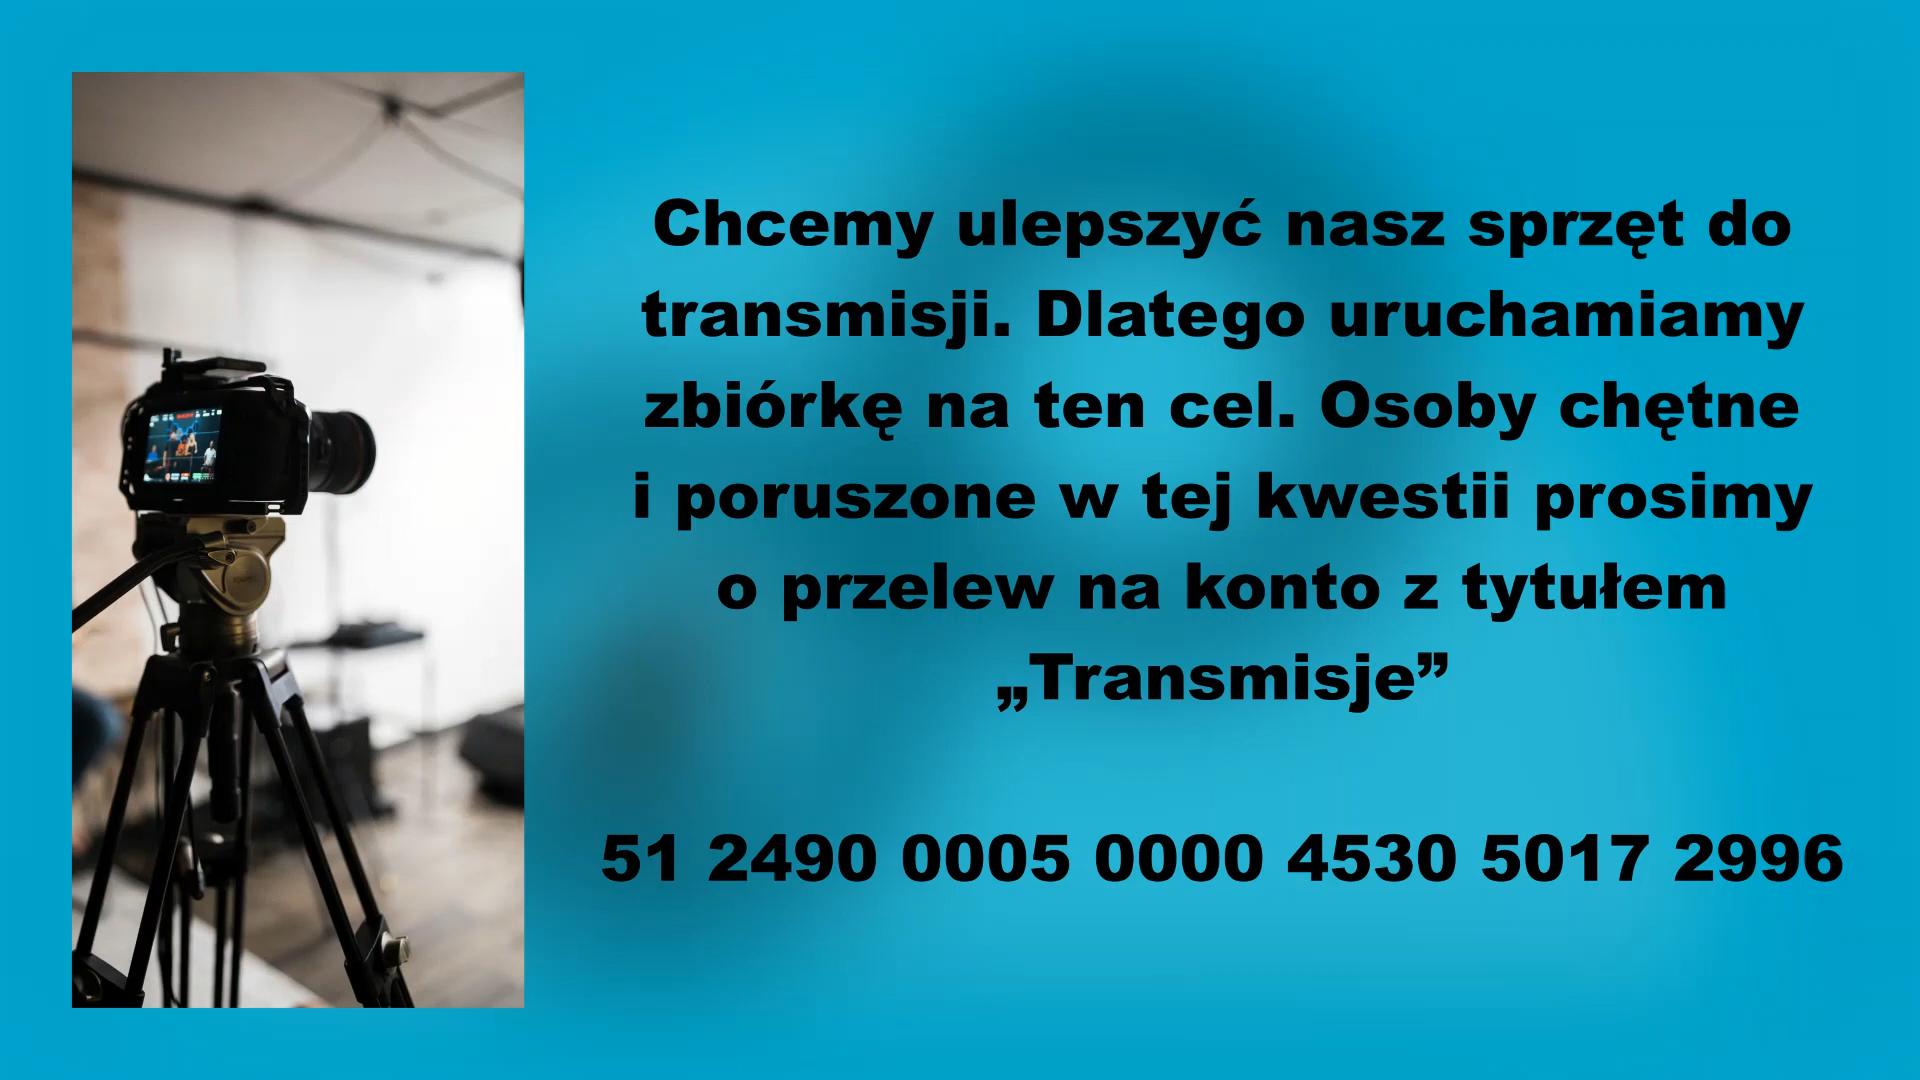 Chcemy ulepszyć nasz sprzęt do
transmisji. Dlatego uruchamiamy
zbiórkę na ten cel. Osoby chętne
i poruszone w tej kwestii prosimy
o przelew na konto z tytułem
„Transmisje”
51 2490 0005 0000 4530 5017 2996